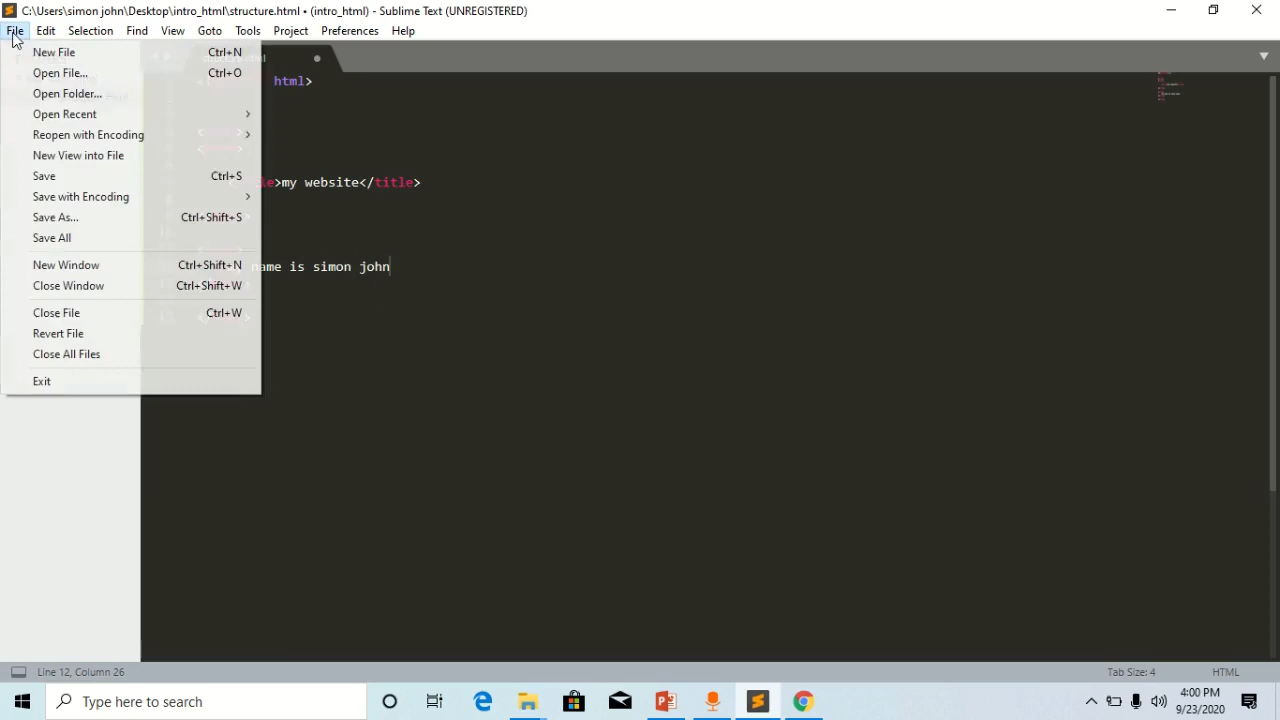 C:\Users\simon john\Desktop\intro_html\structure.html • (intro_html) - Sublime Text (UNREGISTERED)
File Edit Selection Find View Goto Tools Project Preferences Help
New File Ctrl+N
Open File... Ctrl+O
Open Folder...
Open Recent
Reopen with Encoding
New View into File
Save Ctrl+S
Save with Encoding
Save As... Ctrl+Shift+S
Save All
New Window Ctrl+Shift+N
Close Window Ctrl+Shift+W
Close File Ctrl+W
Revert File
Close All Files
Exit
html>
my website</title>
name is simon john
Line 12, Column 26
Tab Size: 4
HTML
Type here to search
4:00 PM
9/23/2020